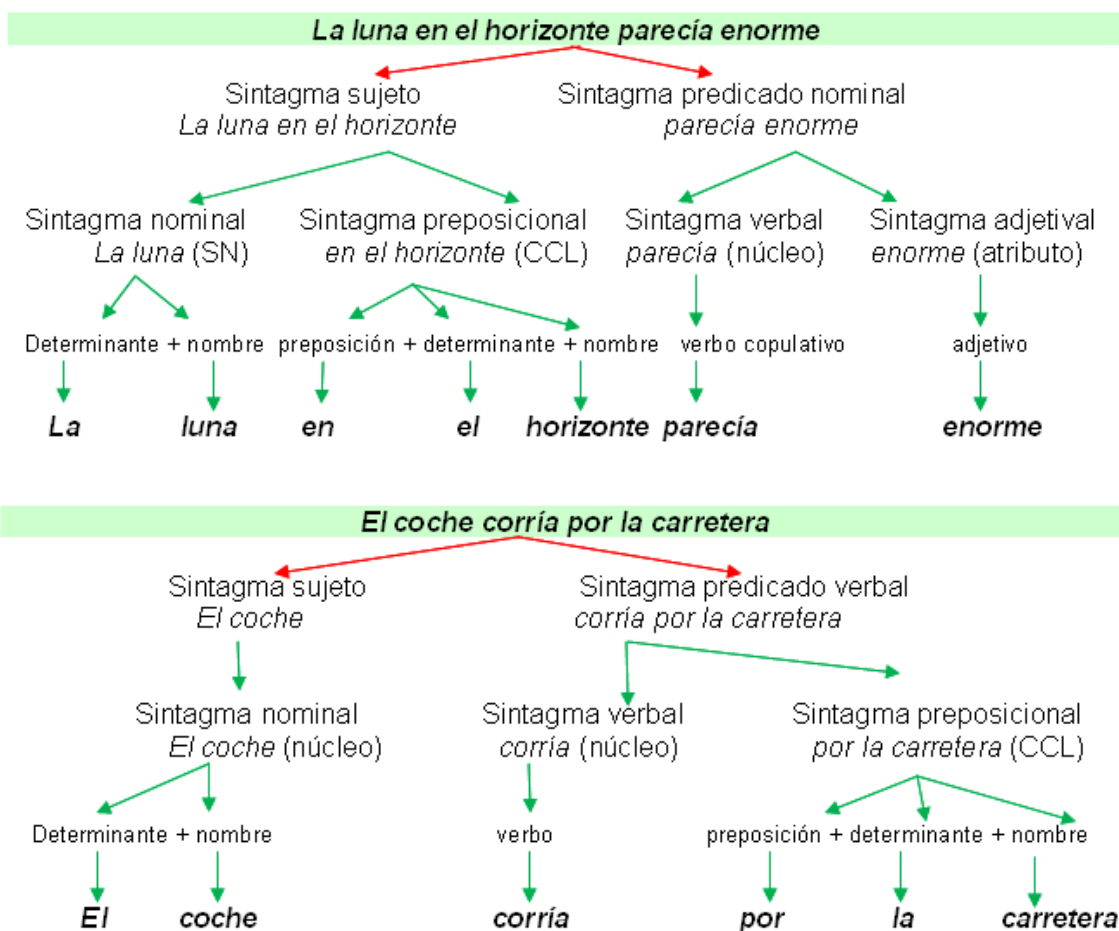 La luna en el horizonte parecía enorme
Sintagma sujeto Sintagma predicado nominal
La luna en el horizonte parecía enorme
Sintagma nominal Sintagma preposicional Sintagma verbal Sintagma adjetival
La luna (SN) en el horizonte (CCL) parecía (núcleo) enorme (atributo)
Determinante + nombre preposición + determinante + nombre verbo copulativo adjetivo
La luna en el horizonte parecía enorme
El coche corría por la carretera
Sintagma sujeto Sintagma predicado verbal
El coche corría por la carretera
Sintagma nominal Sintagma verbal Sintagma preposicional
El coche (núcleo) corría (núcleo) por la carretera (CCL)
Determinante + nombre verbo preposición + determinante + nombre
El coche corría por la carretera